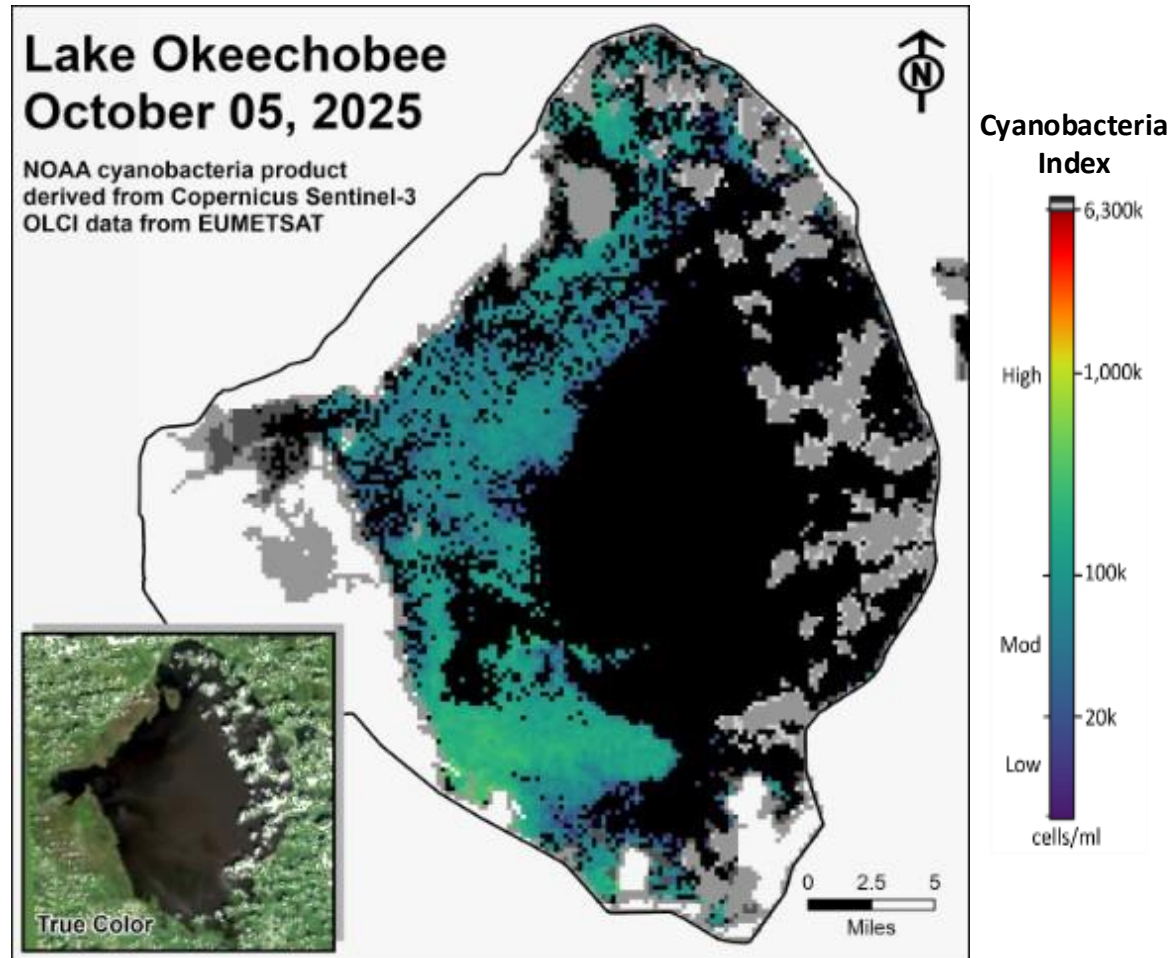 Lake Okeechobee
October 05, 2025
NOAA cyanobacteria product
derived from Copernicus Sentinel-3
OLCI data from EUMETSAT
N
Cyanobacteria
Index
6,300k
High
1,000k
100k
Mod
20k
Low
cells/ml
True Color
0 2.5 5
Miles